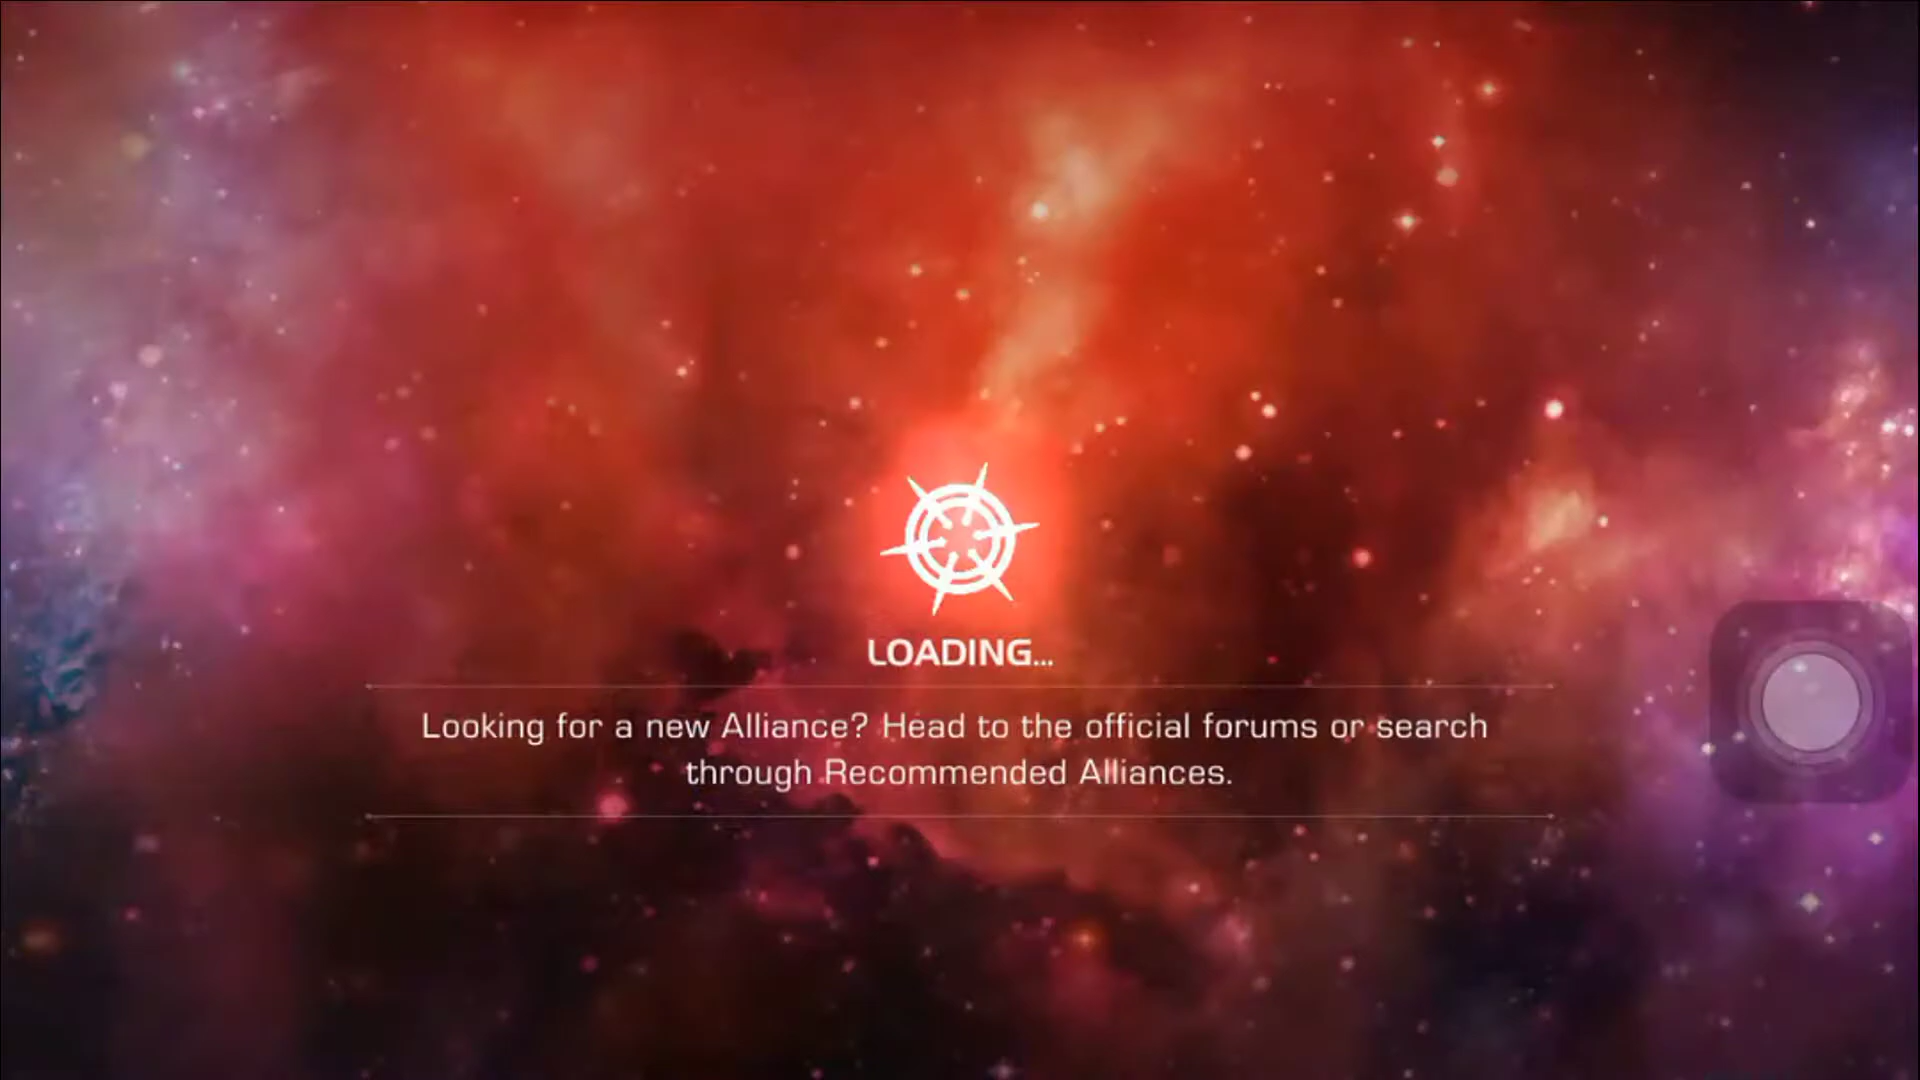 LOADING...
Looking for a new Alliance? Head to the official forums or search
through Recommended Alliances.